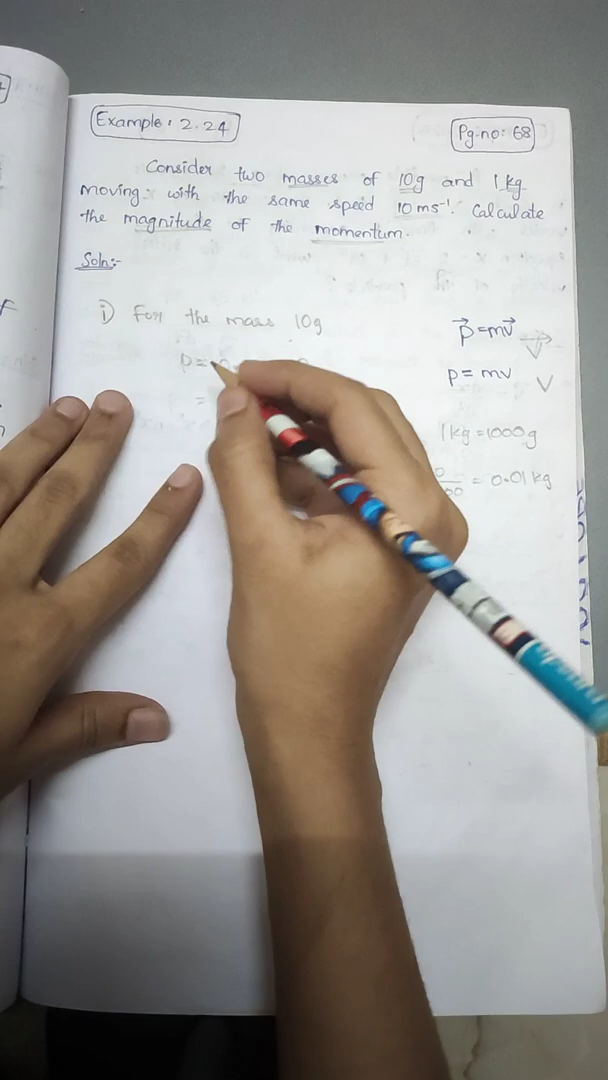 Example: 2.24
Pg.no: 68
Consider two masses of 10g and 1kg
moving with the same speed 10 ms⁻¹. Calculate
the magnitude of the momentum.
Soln:-
i) For the mass 10g
p⃗=mv⃗
p=
p= mv
=
1kg =1000g
= 0.01 kg